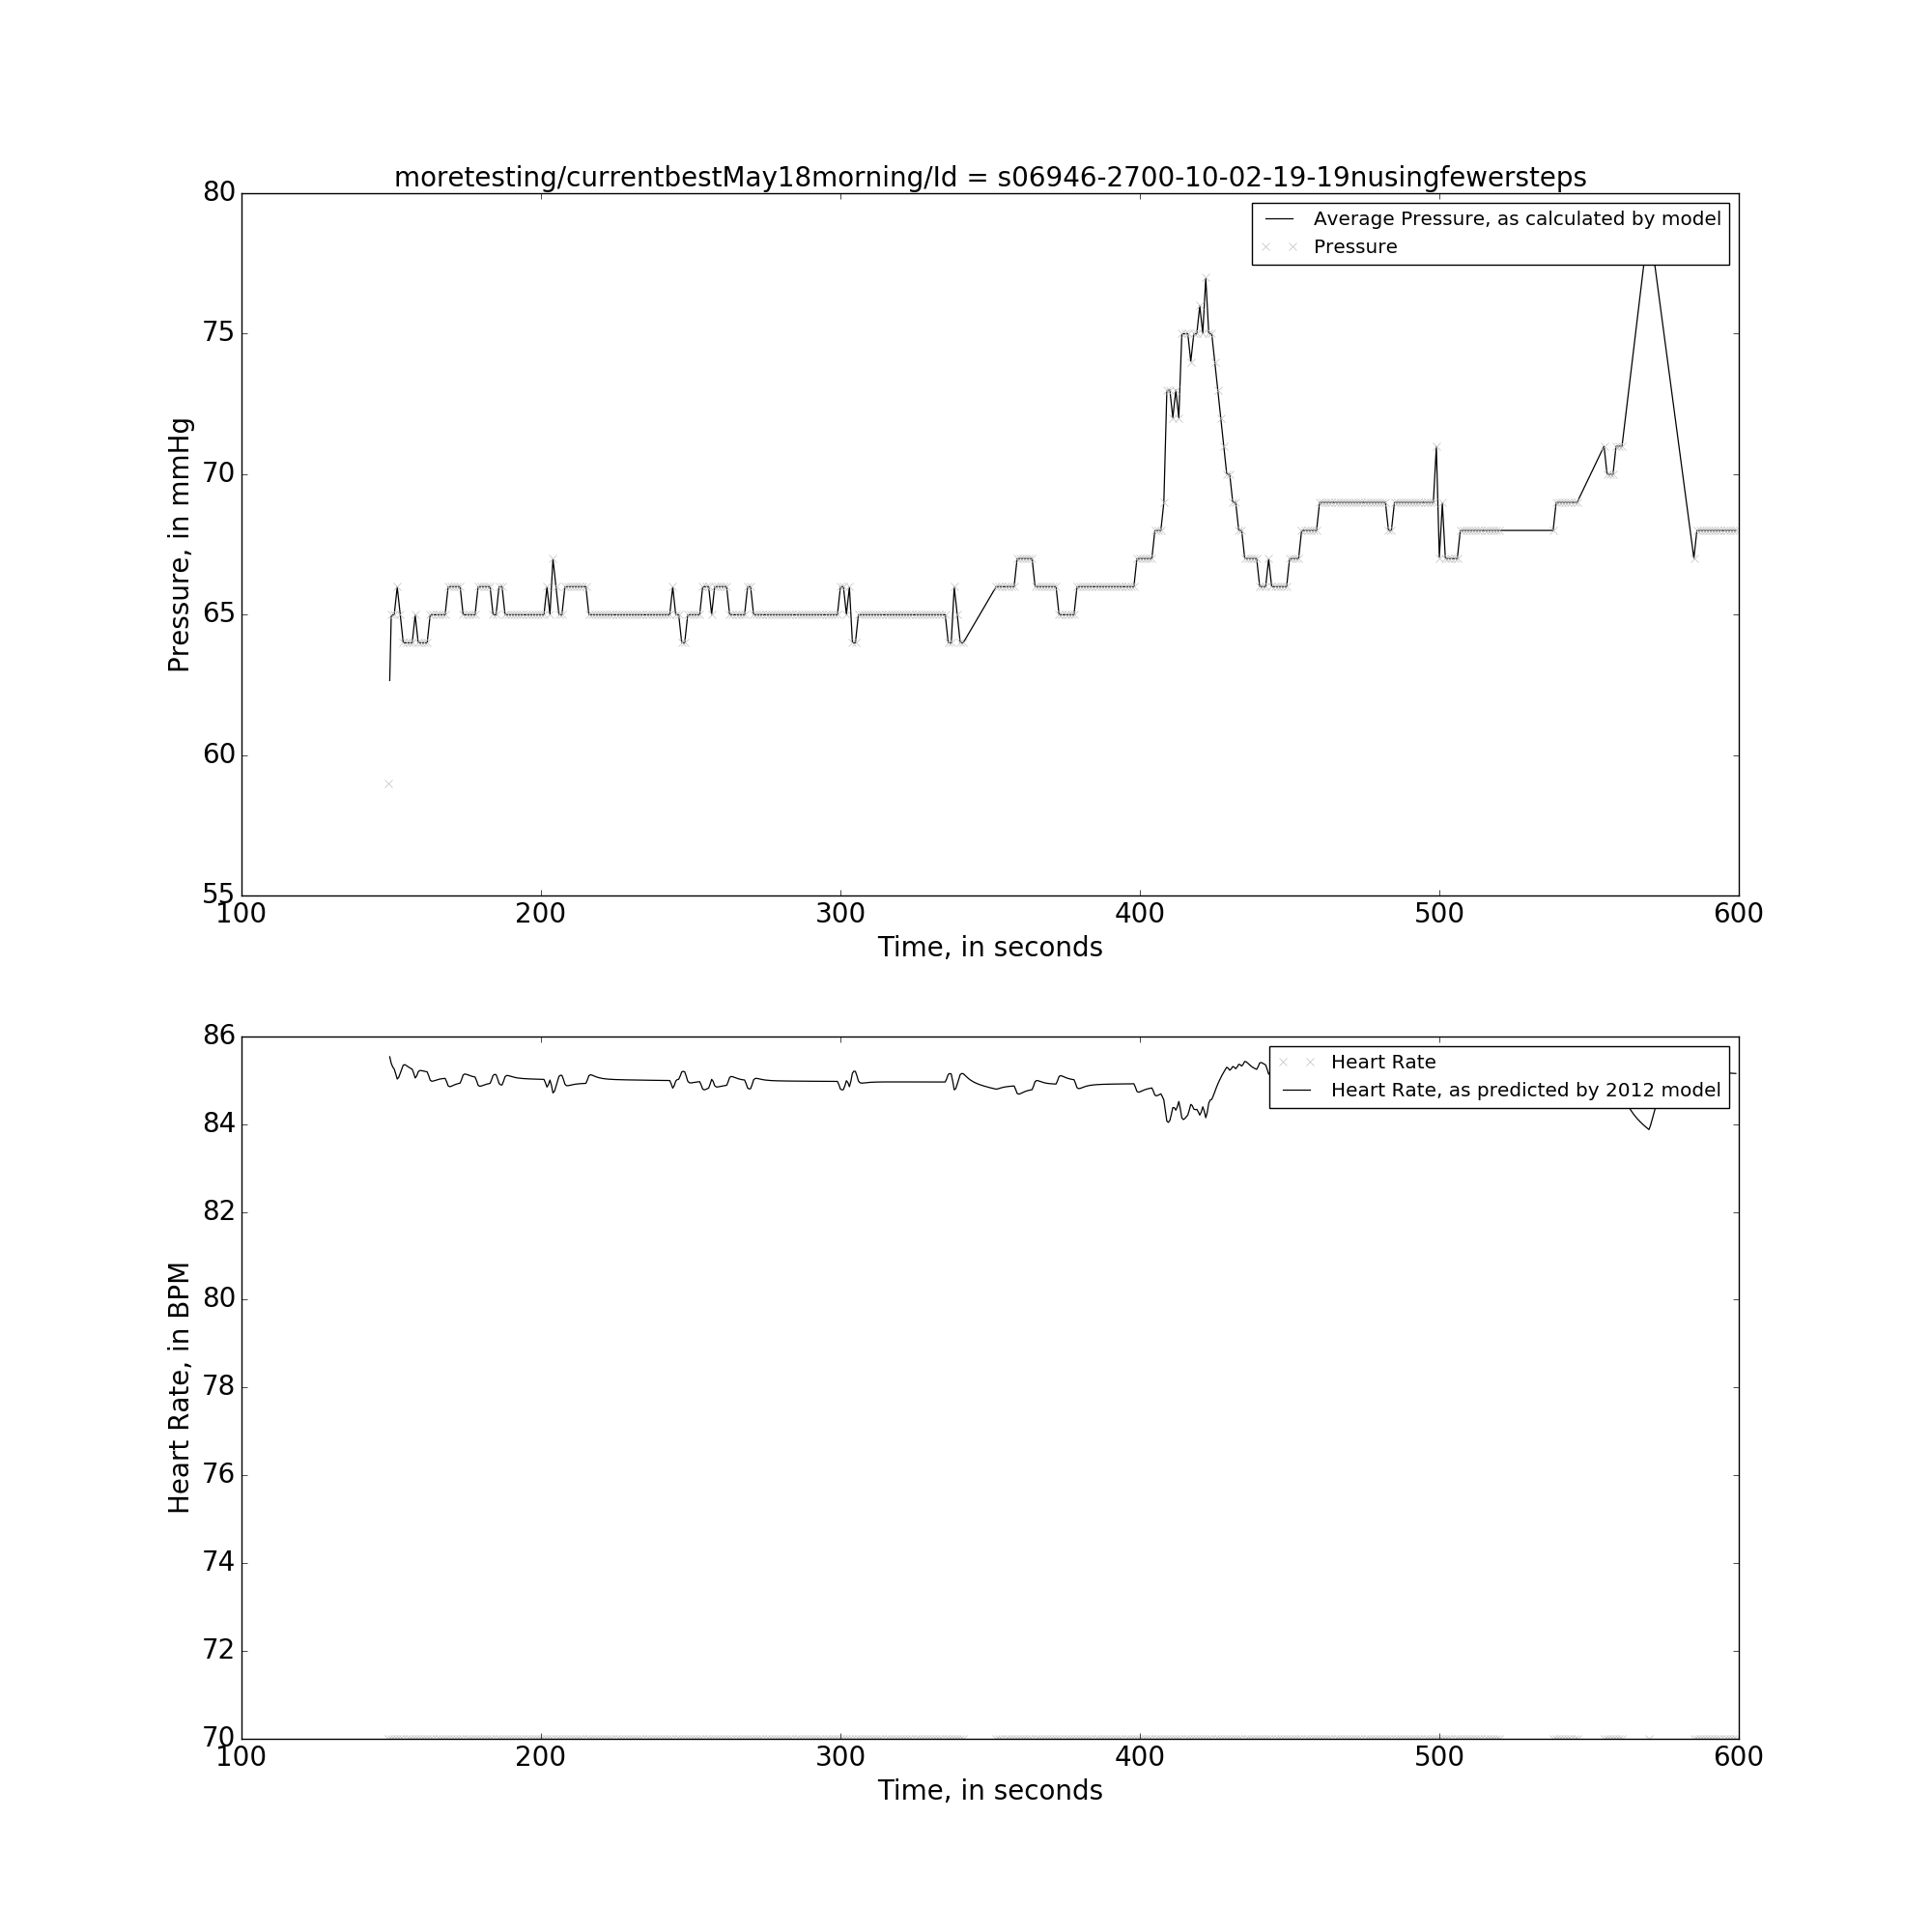 moretesting/currentbestMay18morning/Id = s06946-2700-10-02-19-19nusingfewersteps
80
75
70
65
60
55
Pressure, in mmHg
Average Pressure, as calculated by model
Pressure
100 200 300 400 500 600
Time, in seconds
86
84
82
80
78
76
74
72
70
Heart Rate, in BPM
Heart Rate
Heart Rate, as predicted by 2012 model
100 200 300 400 500 600
Time, in seconds